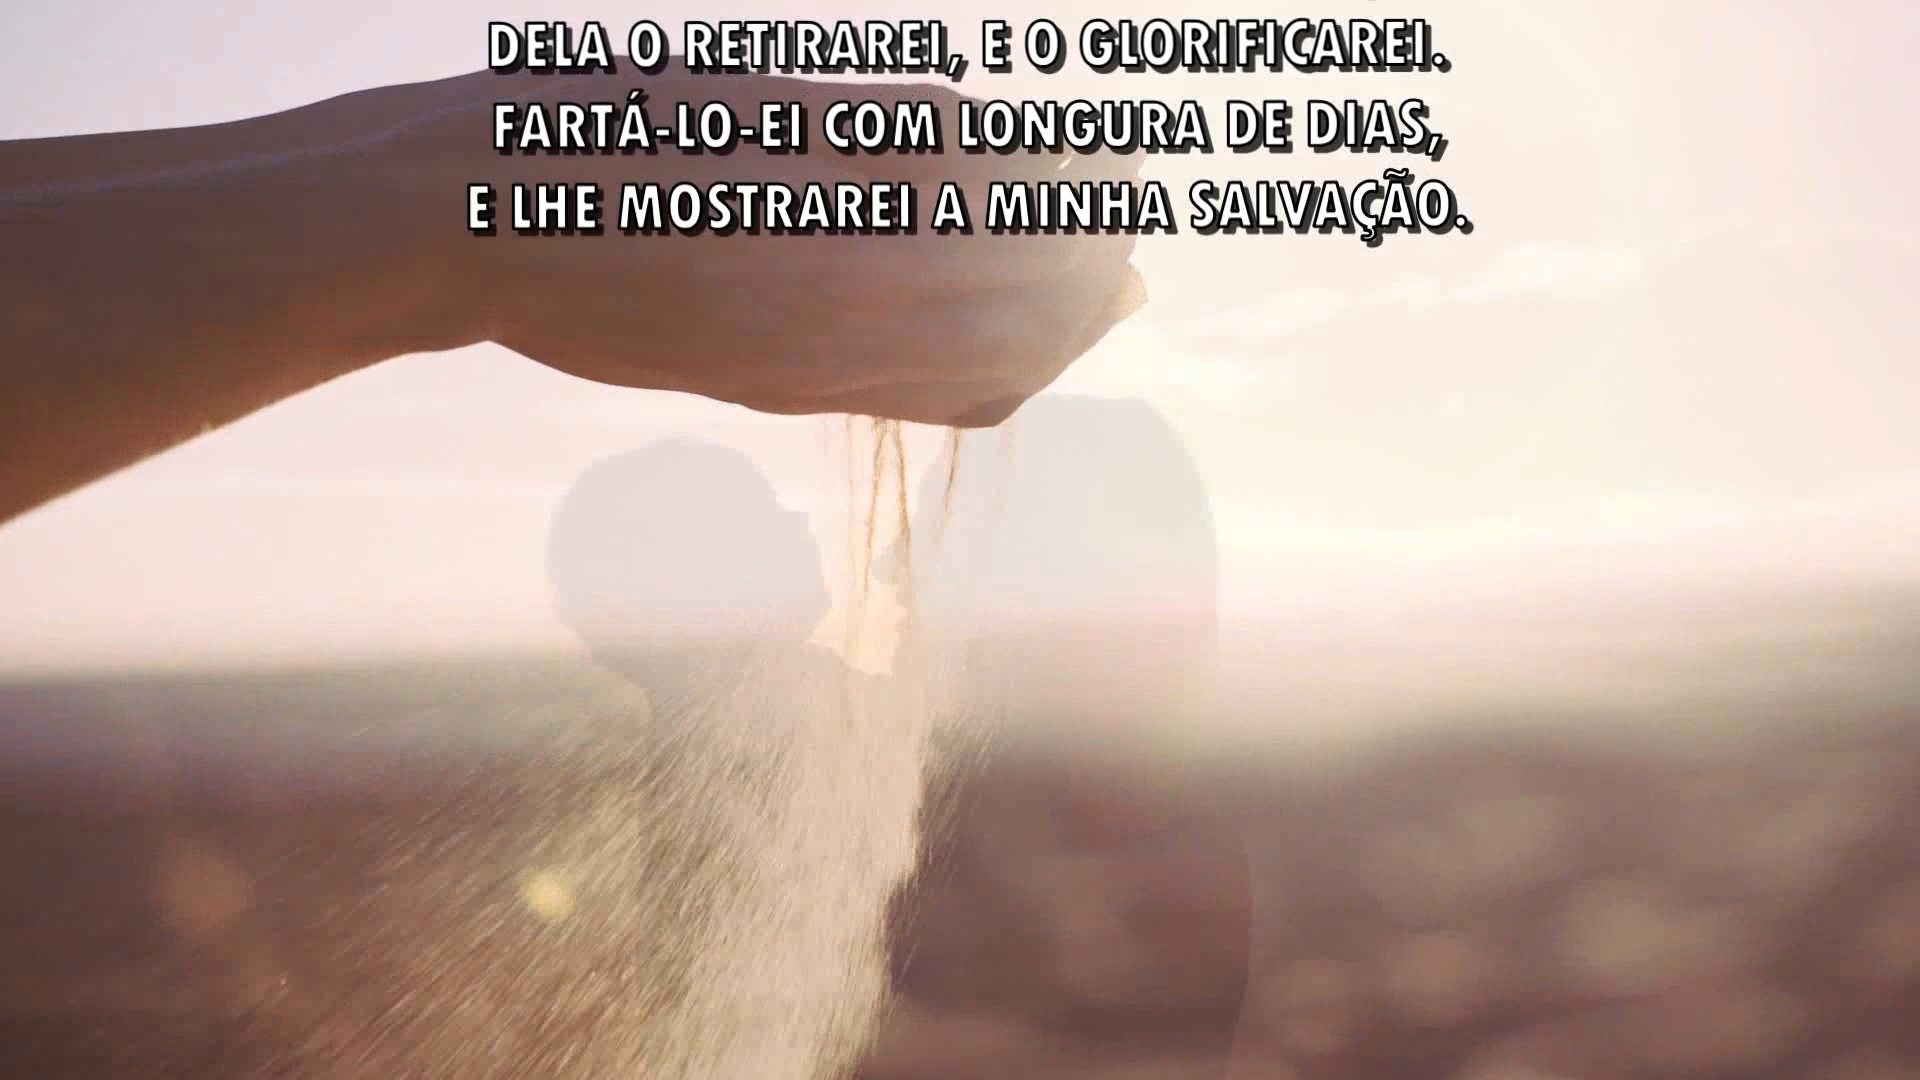 DELA O RETIRAREI, E O GLORIFICAREI.
FARTÁ-LO-EI COM LONGURA DE DIAS,
E LHE MOSTRAREI A MINHA SALVAÇÃO.